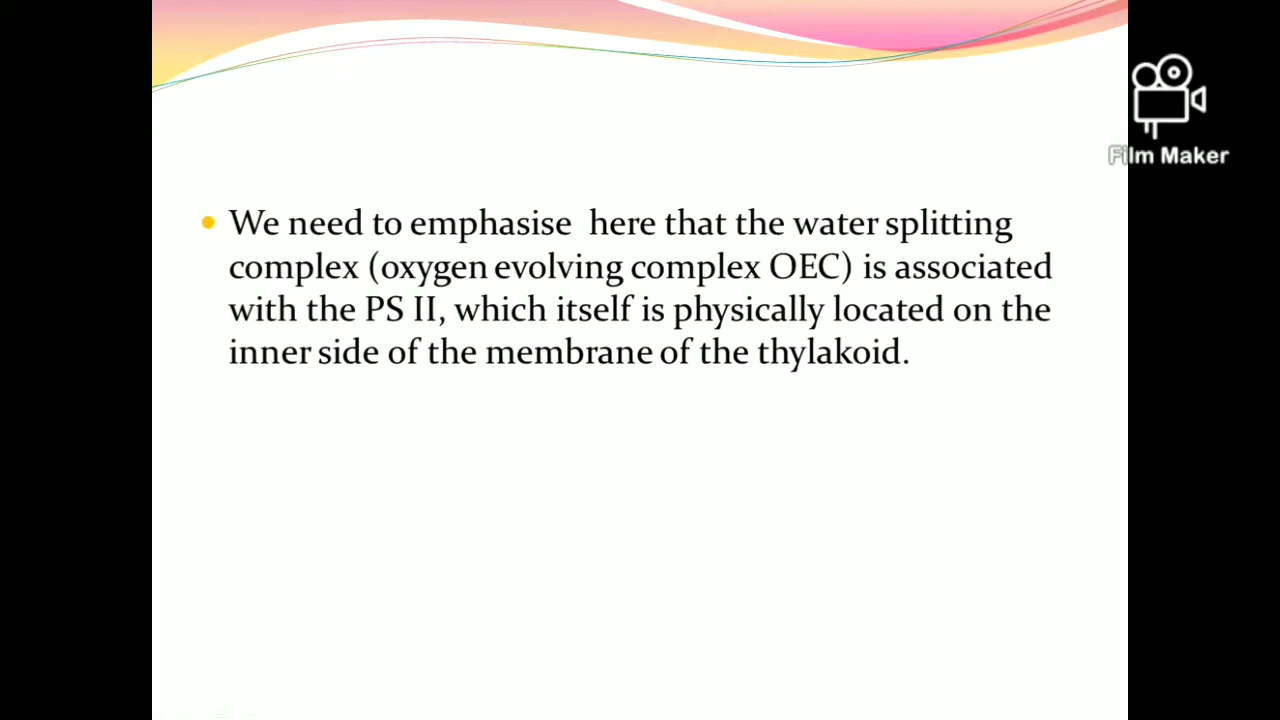 We need to emphasise  here that the water splitting
complex (oxygen evolving complex OEC) is associated
with the PS II, which itself is physically located on the
inner side of the membrane of the thylakoid.
Film Maker